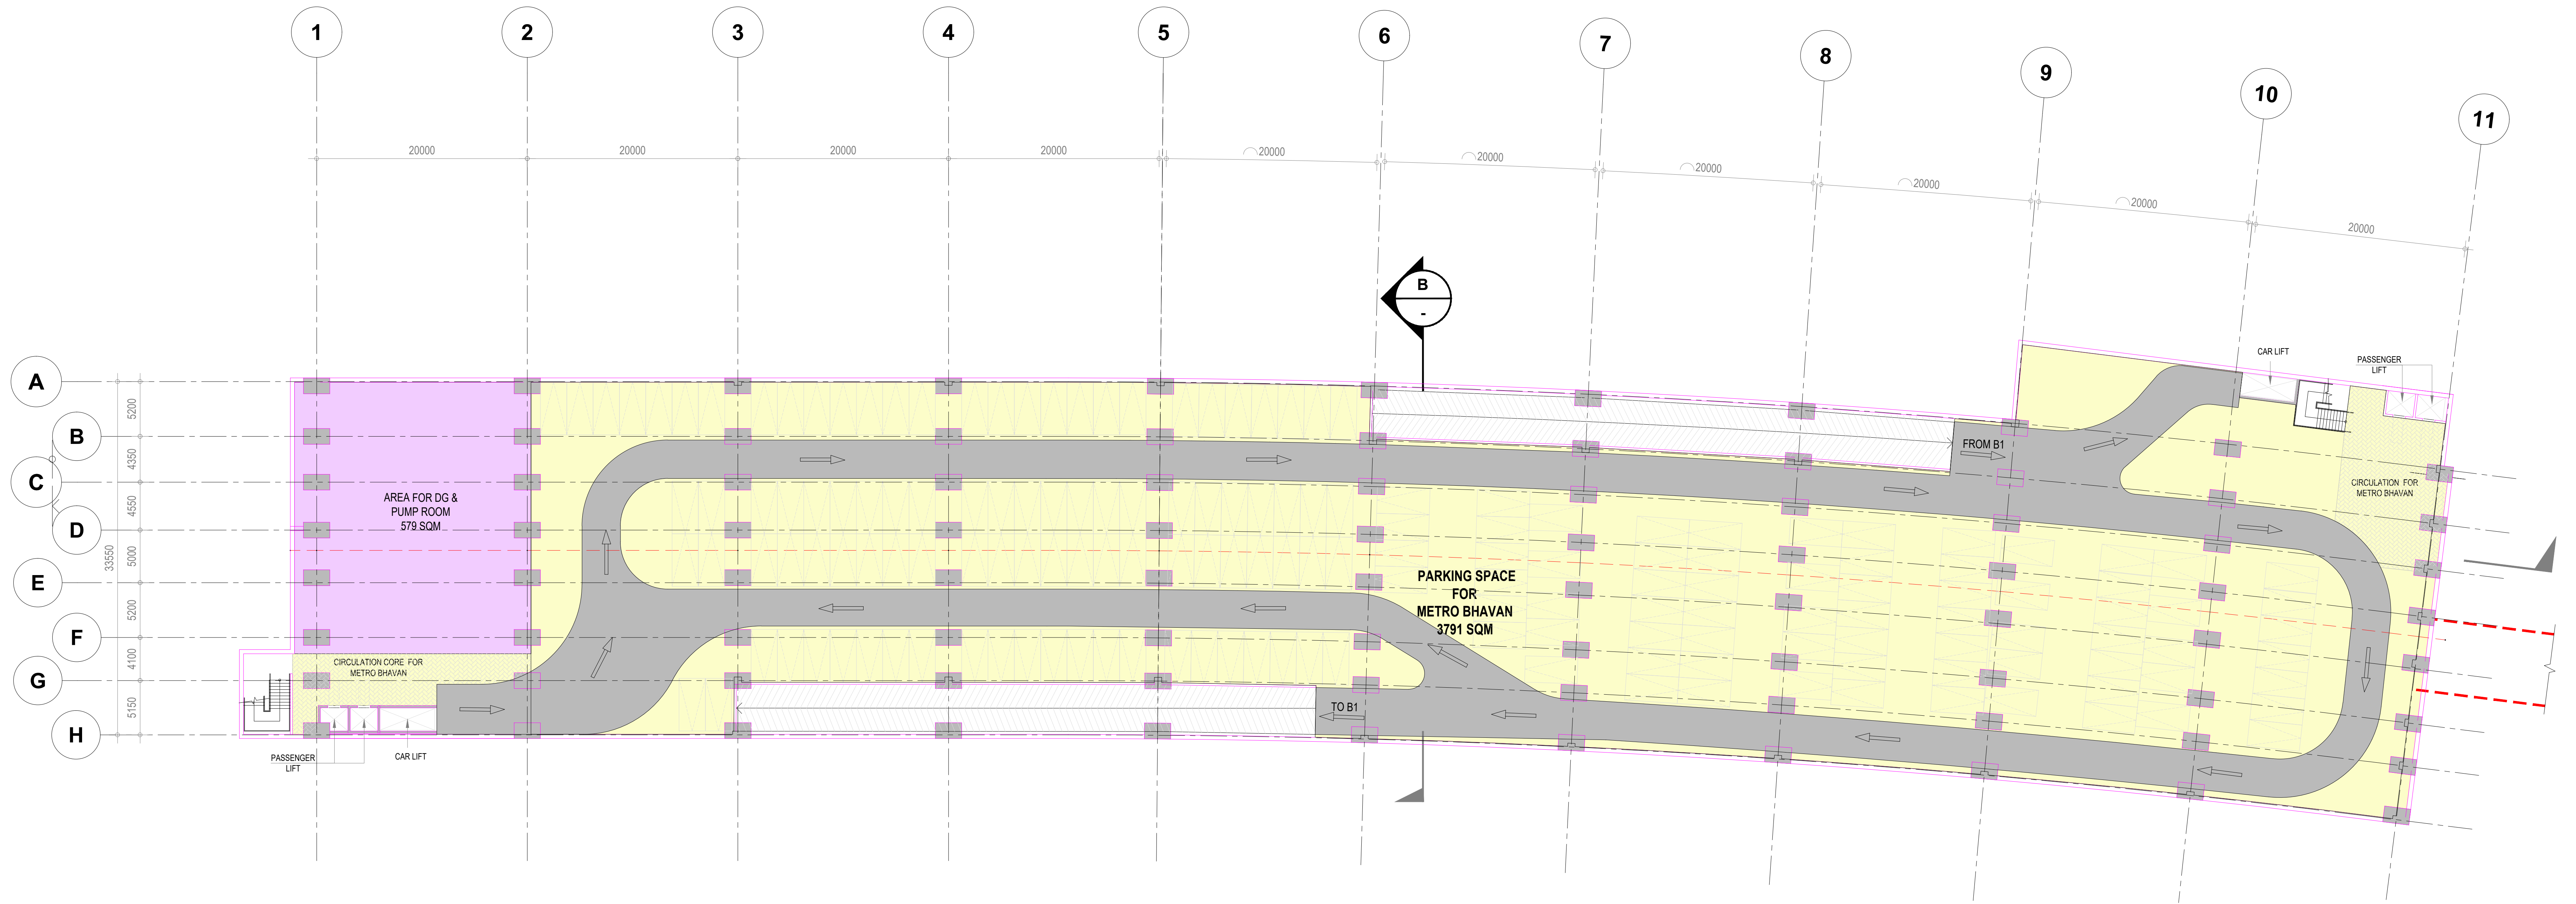 1
2
3
4
5
6
7
8
9
10
11
20000
20000
20000
20000
20000
20000
20000
20000
20000
20000
B
-
A
B
C
D
E
F
G
H
5200
4350
4550
5000
5200
4100
5150
33550
AREA FOR DG &
PUMP ROOM
579 SQM
CIRCULATION CORE FOR
METRO BHAVAN
PASSENGER
LIFT
CAR LIFT
PARKING SPACE
FOR
METRO BHAVAN
3791 SQM
TO B1
FROM B1
CAR LIFT
PASSENGER
LIFT
CIRCULATION FOR
METRO BHAVAN